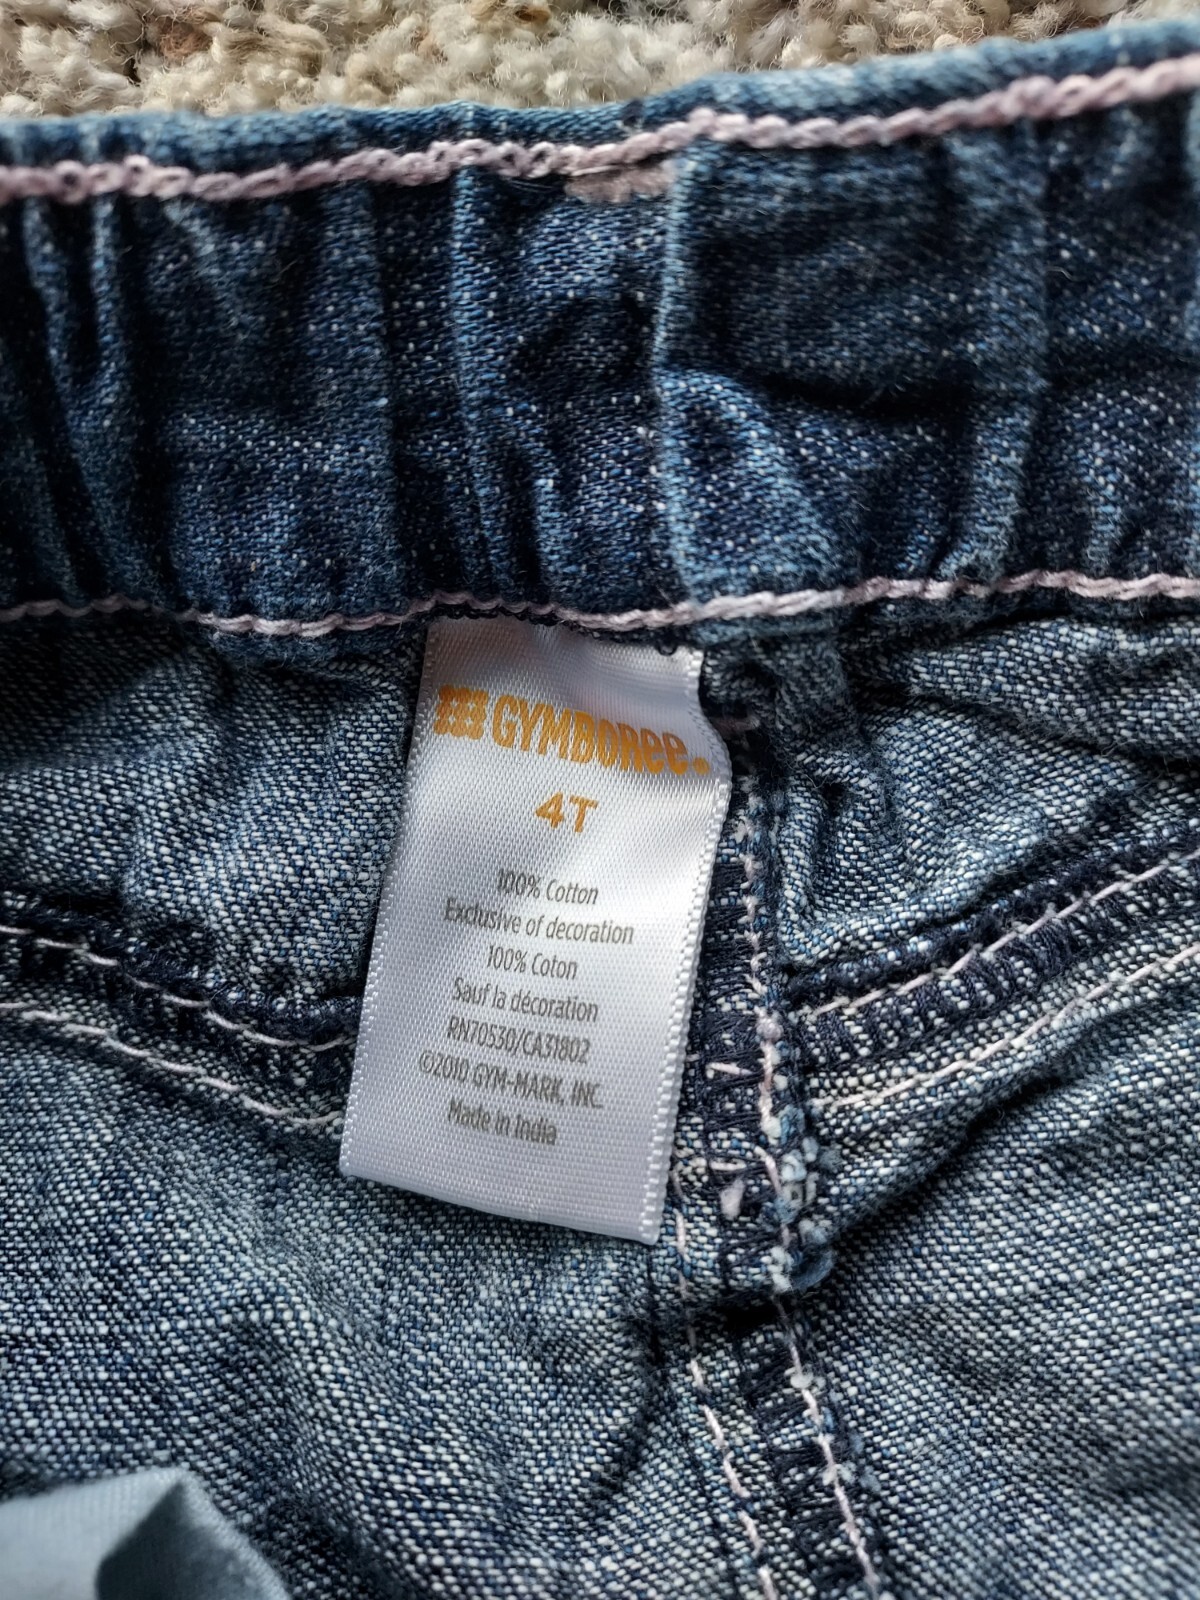 GYMBOREE.
4T
100% Cotton
Exclusive of decoration
100% Coton
Sauf la décoration
RN70530/CA31802
©2010 GYM-MARK, INC.
Made in India